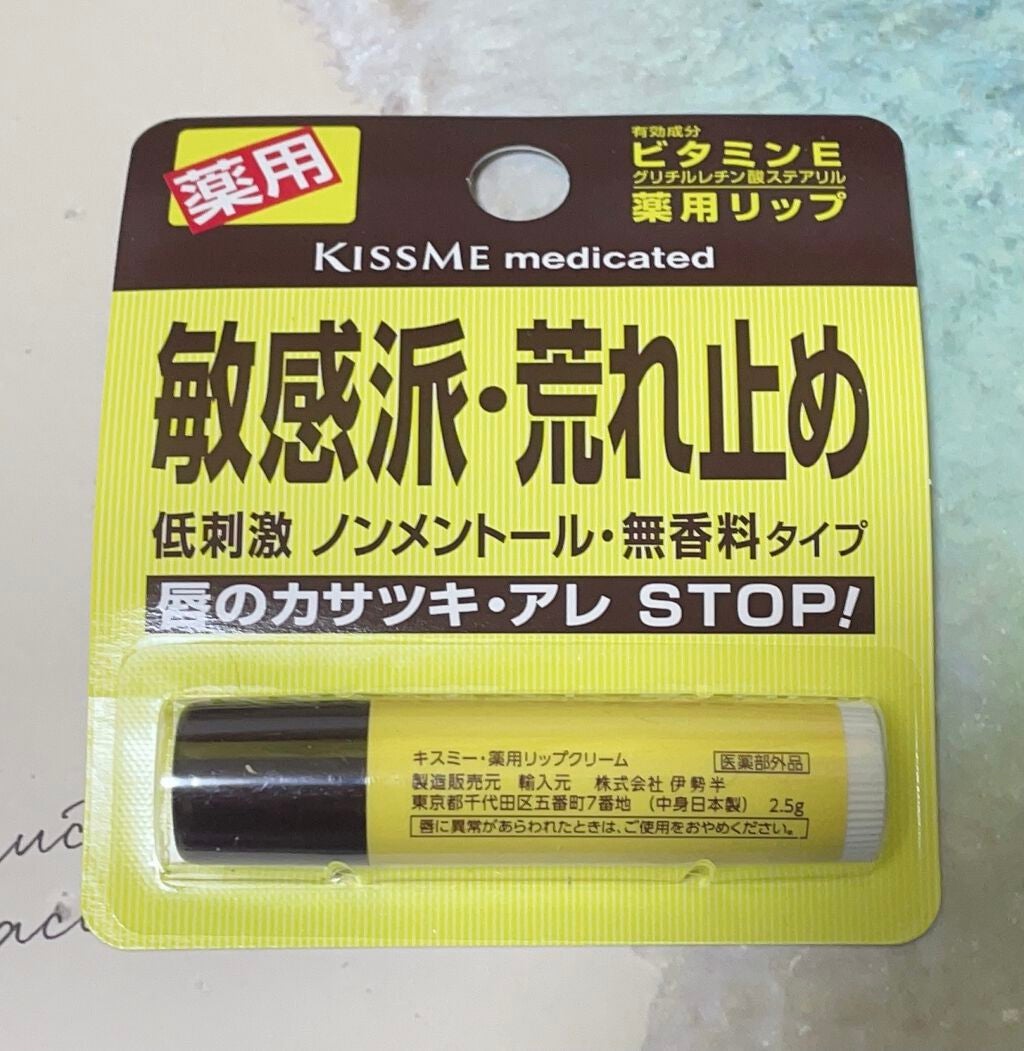 薬用
有効成分
ビタミンE
グリチルレチン酸ステアリル
薬用リップ
KISSME medicated
敏感派・荒れ止め
低刺激 ノンメントール・無香料タイプ
唇のカサツキ・アレ STOP!
キスミー・薬用リップクリーム 医薬部外品
製造販売元 輸入元 株式会社 伊勢半
東京都千代田区五番町7番地 (中身日本製) 2.5g
唇に異常があらわれたときは、ご使用をおやめください。